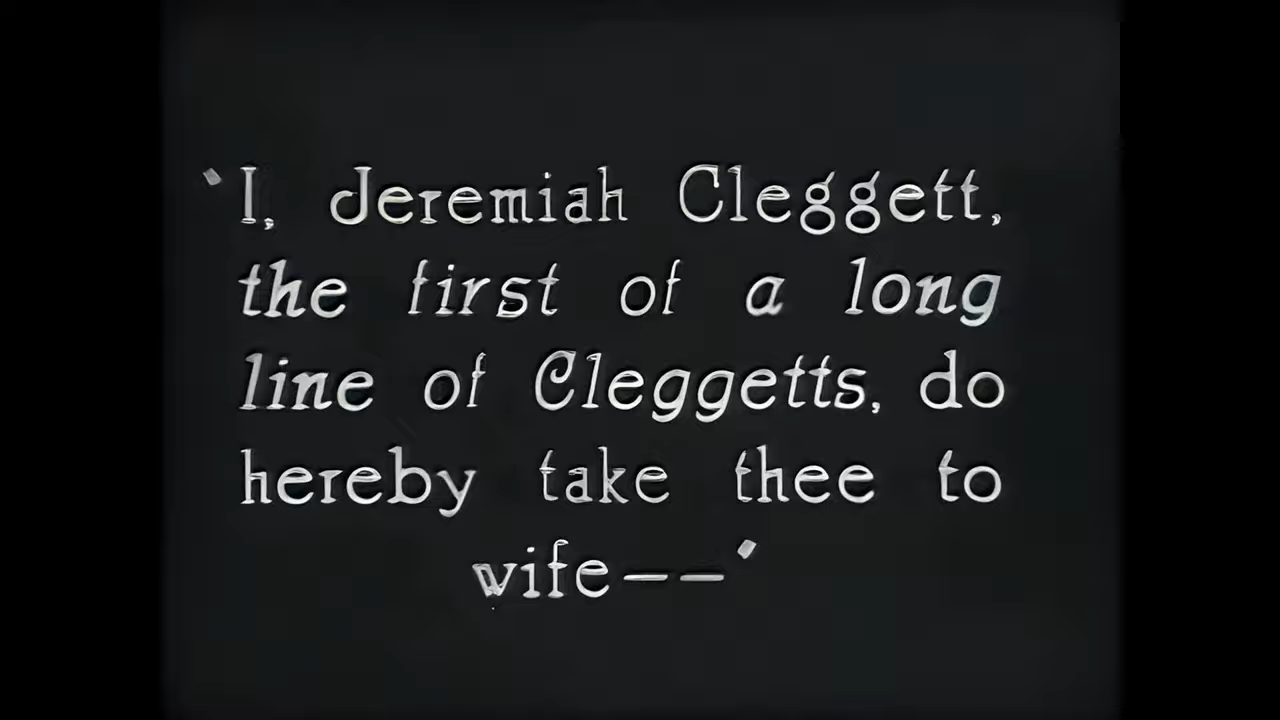 `I, Jeremiah Cleggett,
the first of a long
line of Cleggetts, do
hereby take thee to
wife--'